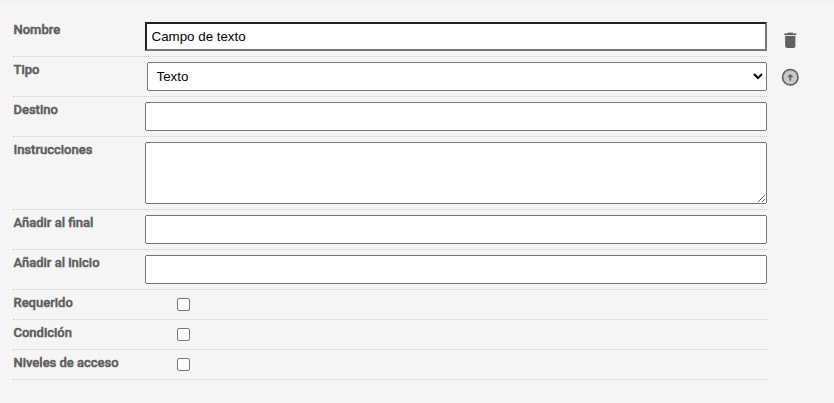 Nombre
Campo de texto
Tipo
Texto
Destino
Instrucciones
Añadir al final
Añadir al inicio
Requerido
Condición
Niveles de acceso